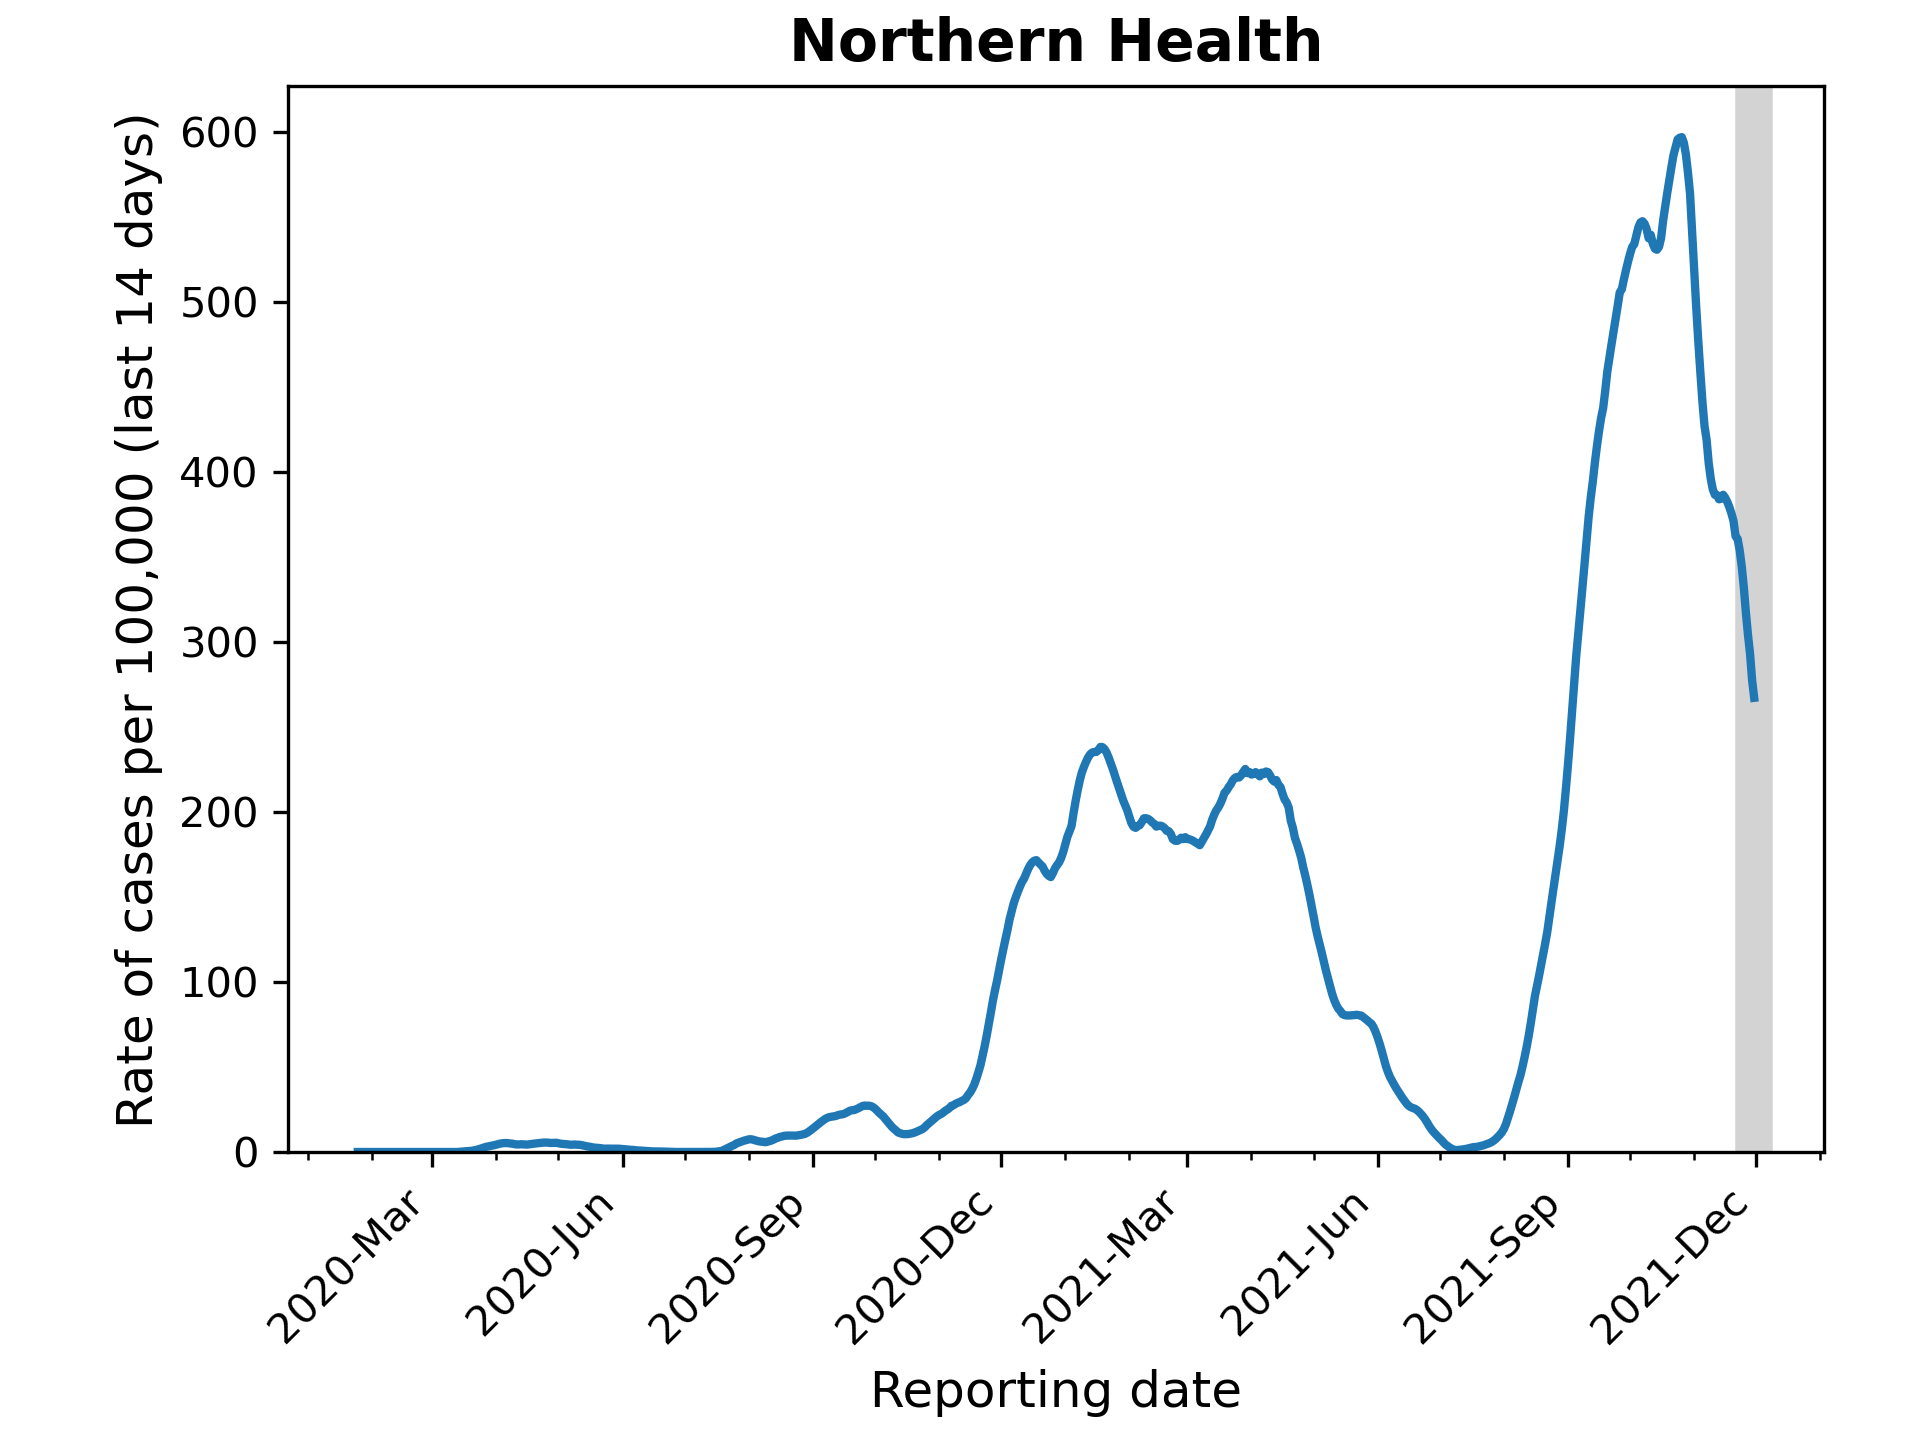 Northern Health
Rate of cases per 100,000 (last 14 days)
600
500
400
300
200
100
0
2020-Mar
2020-Jun
2020-Sep
2020-Dec
2021-Mar
2021-Jun
2021-Sep
2021-Dec
Reporting date